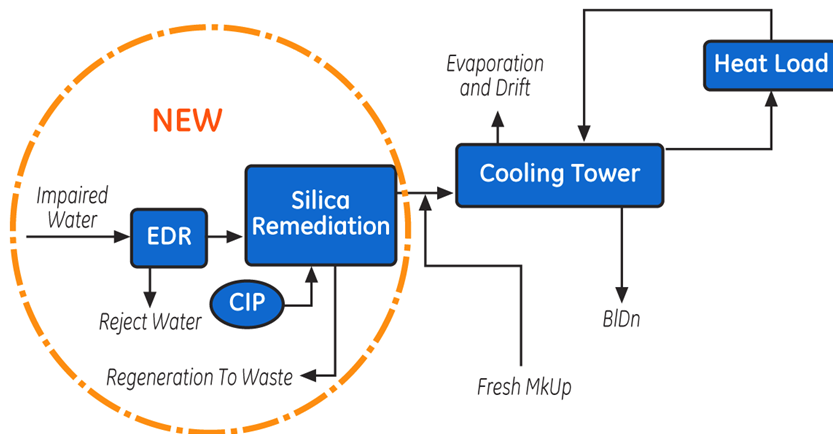 NEW
Evaporation
and Drift
Heat Load
Cooling Tower
Impaired
Water
EDR
Silica
Remediation
CIP
Reject Water
Regeneration To Waste
Fresh MkUp
BlDn